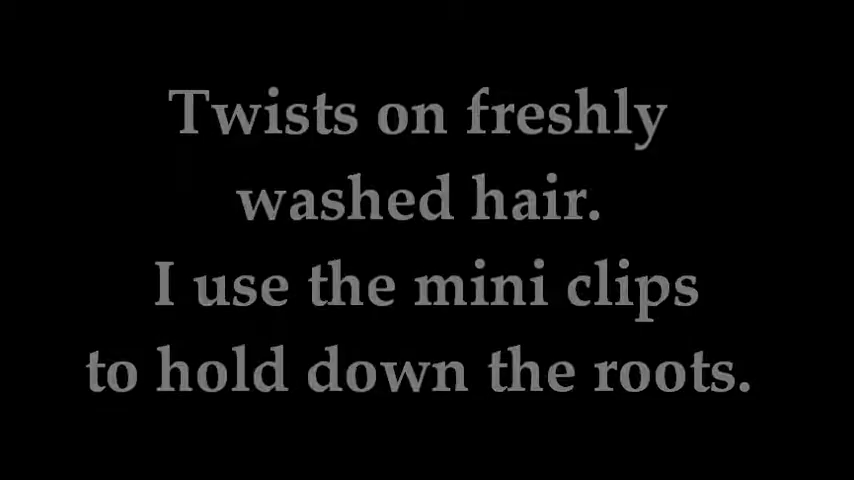 Twists on freshly
washed hair.
I use the mini clips
to hold down the roots.